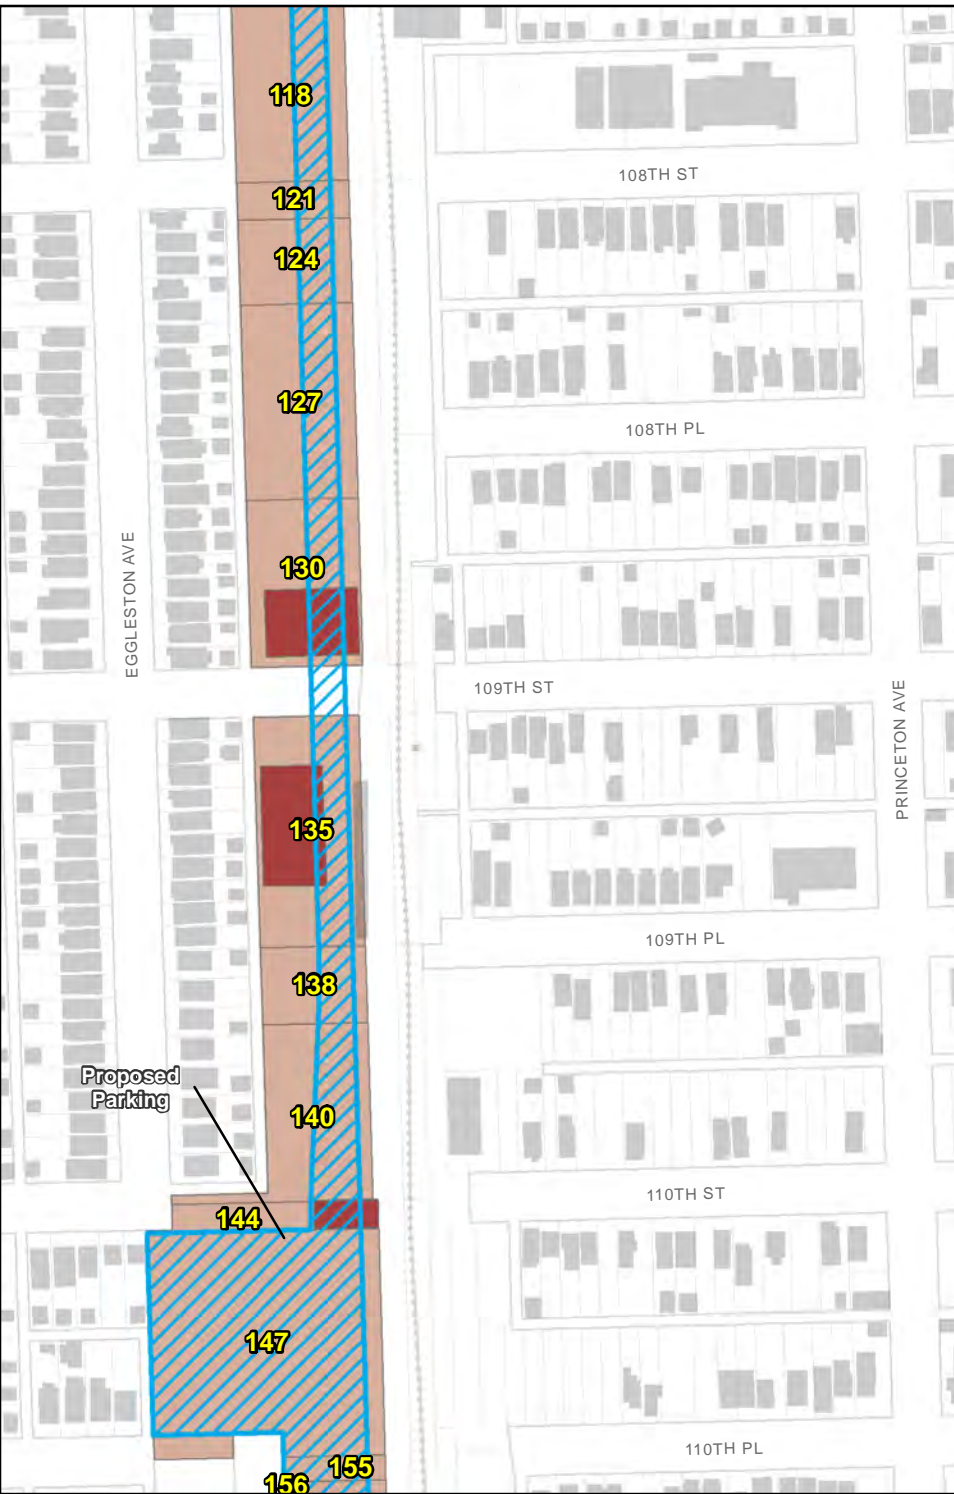 118
108TH ST
121
124
127
108TH PL
130
EGGLESTON AVE
109TH ST
PRINCETON AVE
135
109TH PL
138
Proposed
Parking
140
110TH ST
144
147
110TH PL
155
156